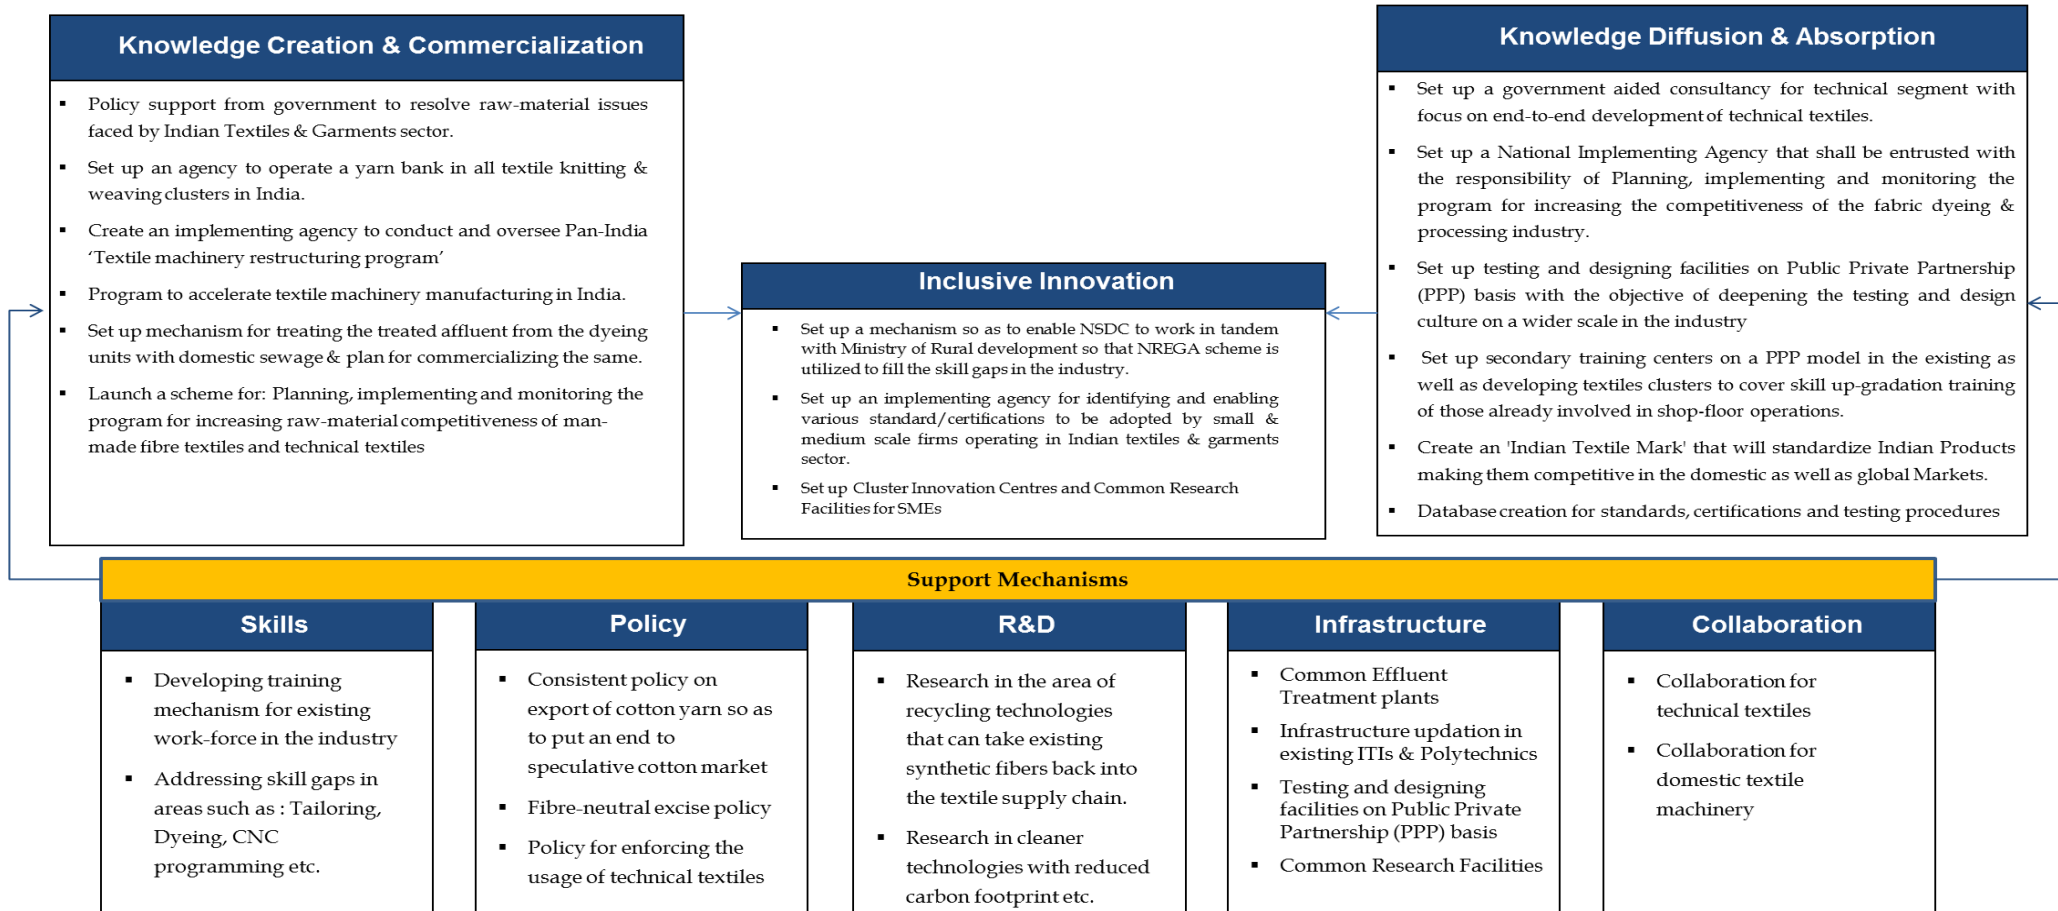 Knowledge Creation & Commercialization
▪ Policy support from government to resolve raw-material issues
faced by Indian Textiles & Garments sector.
▪ Set up an agency to operate a yarn bank in all textile knitting &
weaving clusters in India.
▪ Create an implementing agency to conduct and oversee Pan-India
‘Textile machinery restructuring program’
▪ Program to accelerate textile machinery manufacturing in India.
▪ Set up mechanism for treating the treated affluent from the dyeing
units with domestic sewage & plan for commercializing the same.
▪ Launch a scheme for: Planning, implementing and monitoring the
program for increasing raw-material competitiveness of man-
made fibre textiles and technical textiles
Inclusive Innovation
▪ Set up a mechanism so as to enable NSDC to work in tandem
with Ministry of Rural development so that NREGA scheme is
utilized to fill the skill gaps in the industry.
▪ Set up an implementing agency for identifying and enabling
various standard/certifications to be adopted by small &
medium scale firms operating in Indian textiles & garments
sector.
▪ Set up Cluster Innovation Centres and Common Research
Facilities for SMEs
Knowledge Diffusion & Absorption
▪ Set up a government aided consultancy for technical segment with
focus on end-to-end development of technical textiles.
▪ Set up a National Implementing Agency that shall be entrusted with
the responsibility of Planning, implementing and monitoring the
program for increasing the competitiveness of the fabric dyeing &
processing industry.
▪ Set up testing and designing facilities on Public Private Partnership
(PPP) basis with the objective of deepening the testing and design
culture on a wider scale in the industry
▪ Set up secondary training centers on a PPP model in the existing as
well as developing textiles clusters to cover skill up-gradation training
of those already involved in shop-floor operations.
▪ Create an 'Indian Textile Mark' that will standardize Indian Products
making them competitive in the domestic as well as global Markets.
▪ Database creation for standards, certifications and testing procedures
Support Mechanisms
Skills
▪ Developing training
mechanism for existing
work-force in the industry
▪ Addressing skill gaps in
areas such as : Tailoring,
Dyeing, CNC
programming etc.
Policy
▪ Consistent policy on
export of cotton yarn so as
to put an end to
speculative cotton market
▪ Fibre-neutral excise policy
▪ Policy for enforcing the
usage of technical textiles
R&D
▪ Research in the area of
recycling technologies
that can take existing
synthetic fibers back into
the textile supply chain.
▪ Research in cleaner
technologies with reduced
carbon footprint etc.
Infrastructure
▪ Common Effluent
Treatment plants
▪ Infrastructure updation in
existing ITIs & Polytechnics
▪ Testing and designing
facilities on Public Private
Partnership (PPP) basis
▪ Common Research Facilities
Collaboration
▪ Collaboration for
technical textiles
▪ Collaboration for
domestic textile
machinery